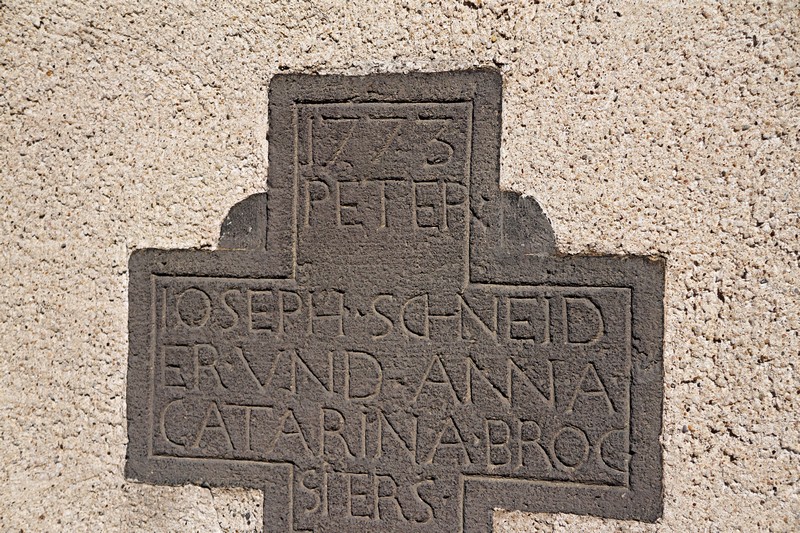 1773
PETER
IOSEPH · SCHNEID
ER · VND · ANNA
CATARINA · BROC
SIERS